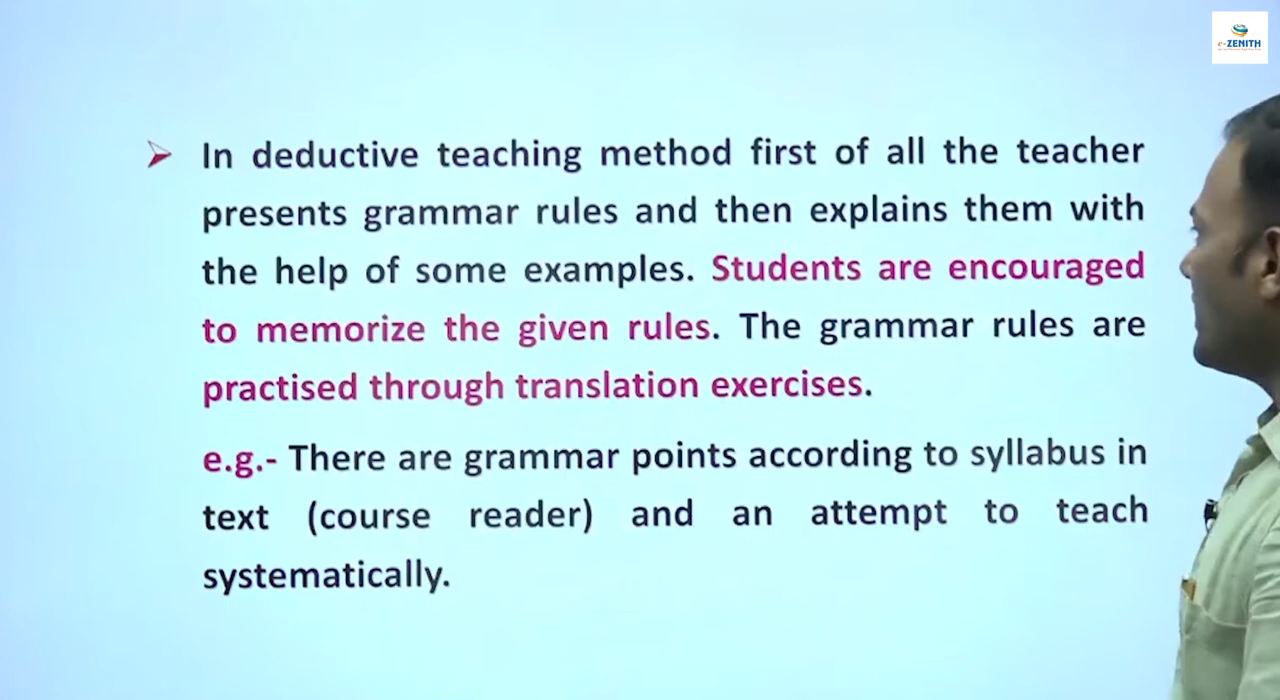 e-ZENITH
In deductive teaching method first of all the teacher
presents grammar rules and then explains them with
the help of some examples. Students are encouraged
to memorize the given rules. The grammar rules are
practised through translation exercises.
e.g.- There are grammar points according to syllabus in
text (course reader) and an attempt to teach
systematically.